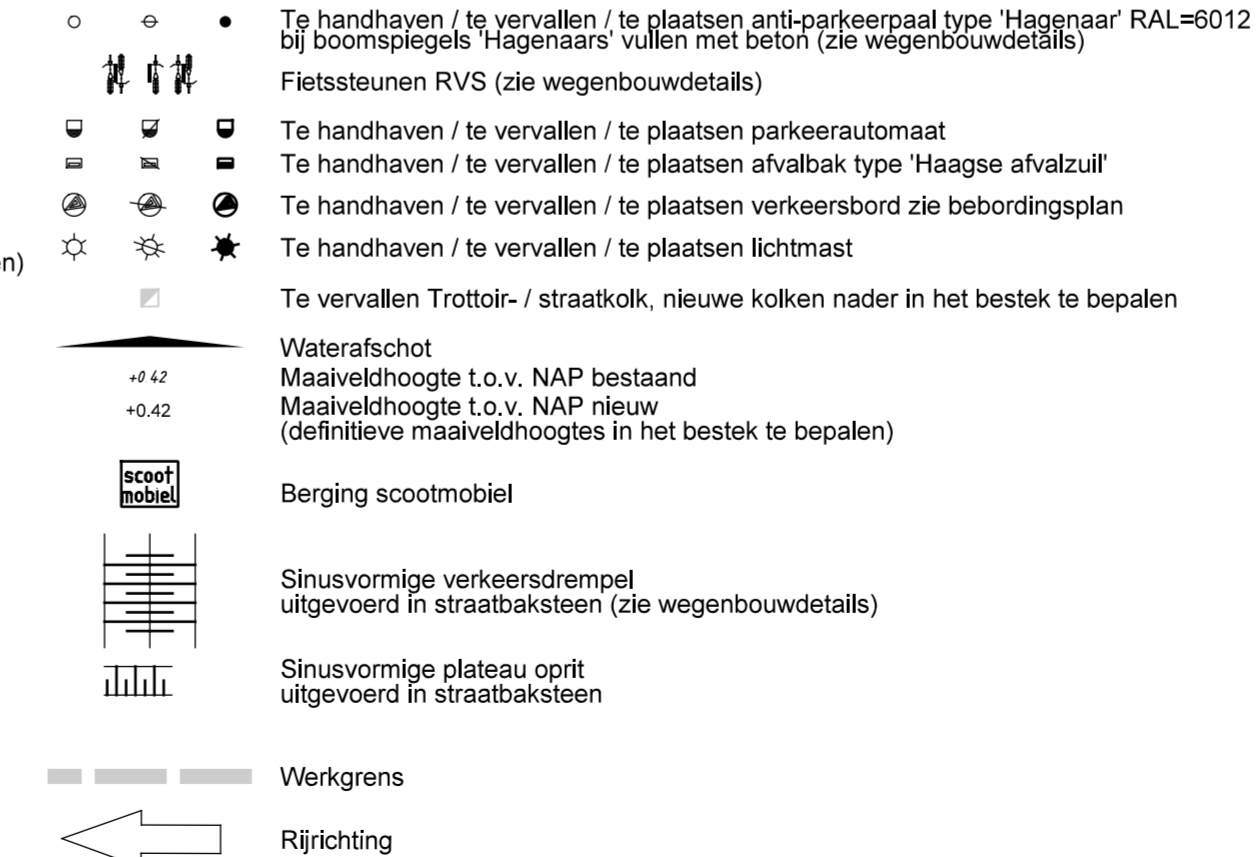 Te handhaven / te vervallen / te plaatsen anti-parkeerpaal type 'Hagenaar' RAL=6012
bij boomspiegels 'Hagenaars' vullen met beton (zie wegenbouwdetails)
Fietssteunen RVS (zie wegenbouwdetails)
Te handhaven / te vervallen / te plaatsen parkeerautomaat
Te handhaven / te vervallen / te plaatsen afvalbak type 'Haagse afvalzuil'
Te handhaven / te vervallen / te plaatsen verkeersbord zie bebordingsplan
Te handhaven / te vervallen / te plaatsen lichtmast
n)
Te vervallen Trottoir- / straatkolk, nieuwe kolken nader in het bestek te bepalen
Waterafschot
+0 42 Maaiveldhoogte t.o.v. NAP bestaand
+0.42 Maaiveldhoogte t.o.v. NAP nieuw
(definitieve maaiveldhoogtes in het bestek te bepalen)
scoot
mobiel
Berging scootmobiel
Sinusvormige verkeersdrempel
uitgevoerd in straatbaksteen (zie wegenbouwdetails)
Sinusvormige plateau oprit
uitgevoerd in straatbaksteen
Werkgrens
Rijrichting